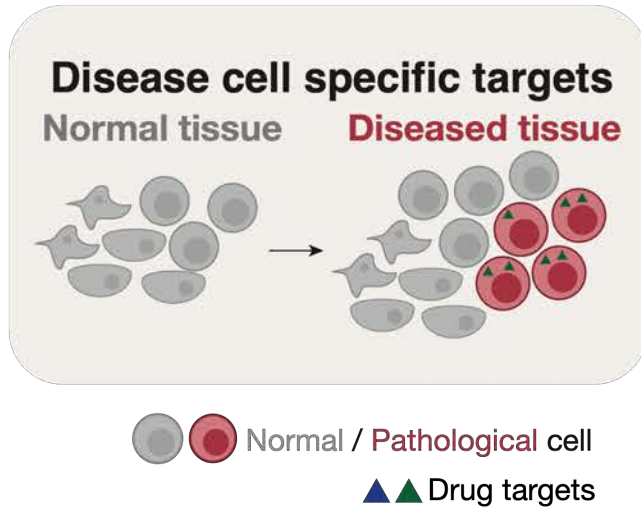 Disease cell specific targets
Normal tissue Diseased tissue
Normal / Pathological cell
Drug targets